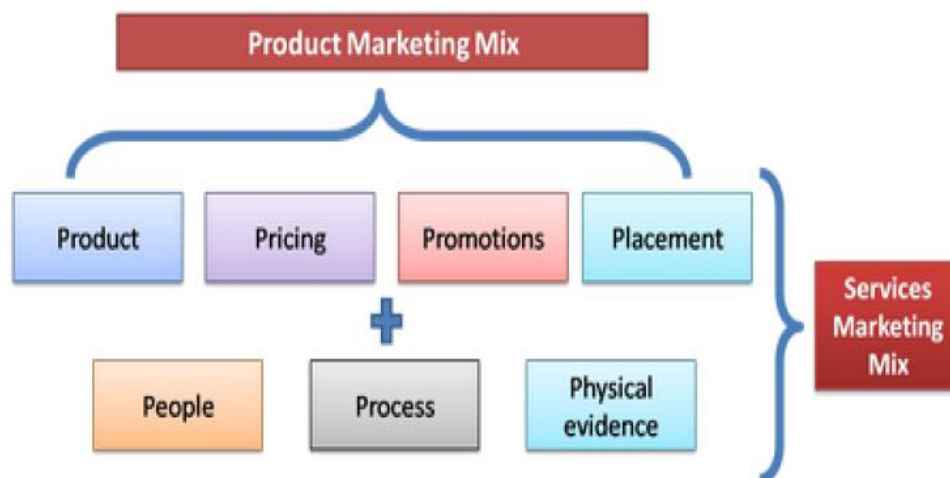 Product Marketing Mix
Product
Pricing
Promotions
Placement
Services
Marketing
Mix
People
Process
Physical
evidence